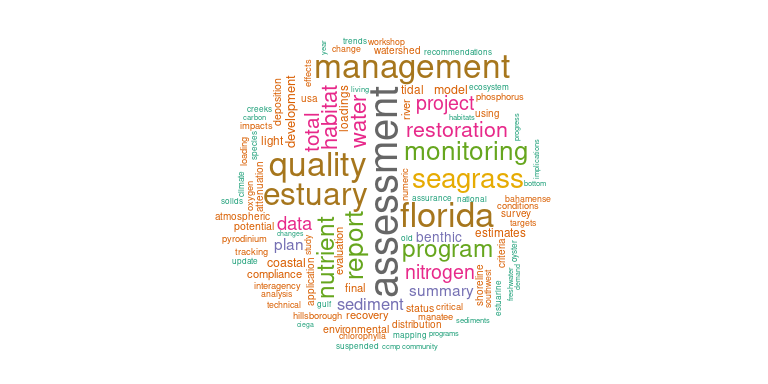 trends workshop
year change watershed recommendations
management
effects living tidal model ecosystem
deposition development usa loadings habitat total water assessment river project phosphorus
creeks carbon impacts habitats using
light restoration progress
loading species monitoring
quality implications
climate oxygen attenuation numeric seagrass bottom
estuary assurance national bahamense
solids florida conditions
atmospheric survey
potential data changes targets
pyrodinium plan study evaluation nutrient report old benthic estimates
tracking program criteria oyster
update coastal
compliance application nitrogen shoreline southwest freshwater demand
interagency final summary estuarine
analysis
technical gulf sediment status critical
hillsborough recovery manatee sediments
ciega environmental distribution
chlorophylla mapping programs
suspended ccmp community